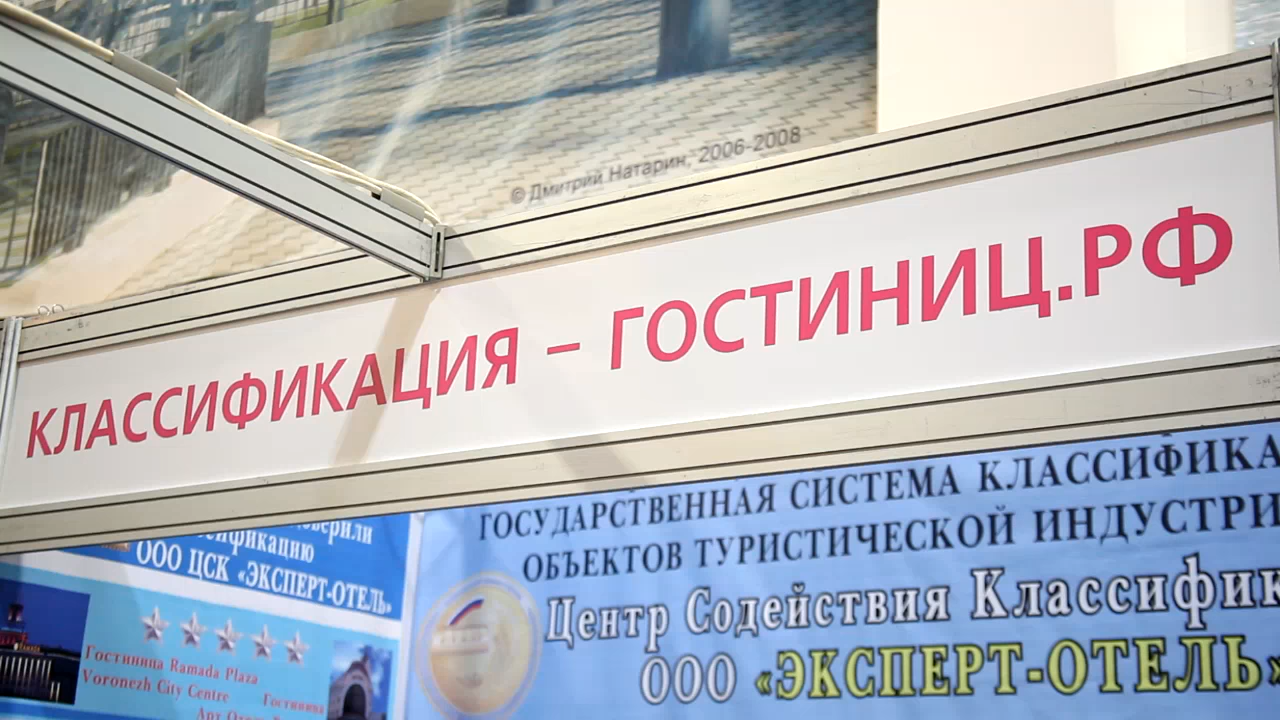 © Дмитрий Натарин, 2006-2008
КЛАССИФИКАЦИЯ – ГОСТИНИЦ.РФ
ГОСУДАРСТВЕННАЯ СИСТЕМА КЛАССИФИКА
ОБЪЕКТОВ ТУРИСТИЧЕСКОЙ ИНДУСТРИ
Центр Содействия Классифик
ООО «ЭКСПЕРТ-ОТЕЛЬ»
ООО ЦСК «ЭКСПЕРТ-ОТЕЛЬ»
Гостиница Ramada Plaza
Voronezh City Centre
Гостиница